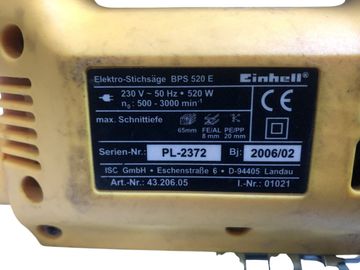 Elektro-Stichsäge BPS 520 E
Einhell
230 V ~ 50 Hz • 520 W
n₀ : 500 - 3000 min⁻¹
CE
max. Schnittiefe
65mm FE/AL 8 mm PE/PP 20 mm
Serien-Nr.: PL-2372 Bj: 2006/02
ISC GmbH • Eschenstraße 6 • D-94405 Landau
Art.-Nr.: 43.206.05 I.-Nr.: 01021